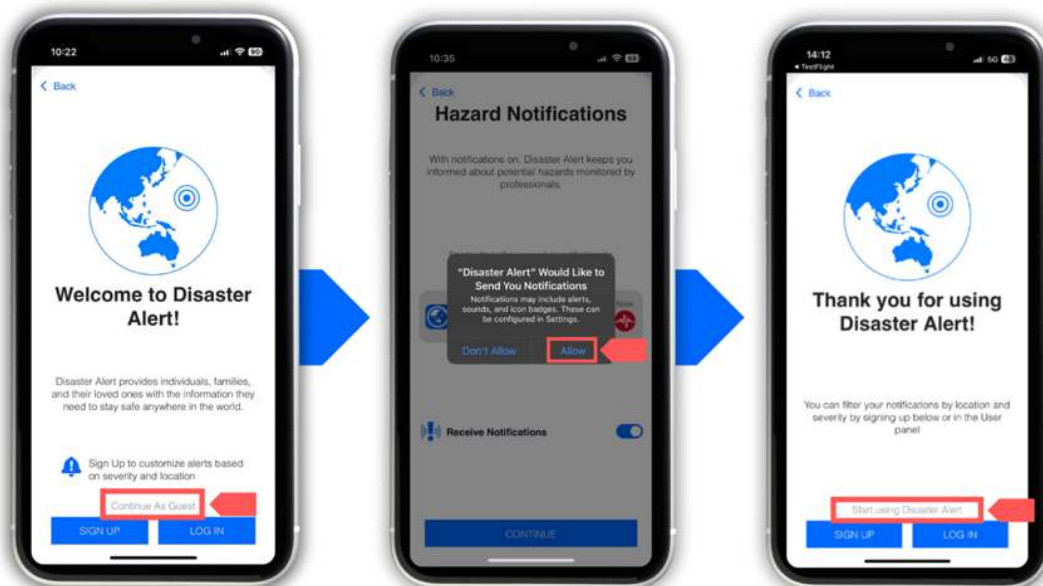 10:22
Back
Welcome to Disaster
Alert!
Disaster Alert provides individuals, families,
and their loved ones with the information they
need to stay safe anywhere in the world.
Sign Up to customize alerts based
on severity and location
Continue As Guest
SIGN UP LOG IN
10:35
Back
Hazard Notifications
With notifications on, Disaster Alert keeps you
informed about potential hazards monitored by
professionals.
"Disaster Alert" Would Like to
Send You Notifications
Notifications may include alerts,
sounds, and icon badges. These can
be configured in Settings.
Don't Allow Allow
Now
Receive Notifications
CONTINUE
14:12
TestFlight
5G
Back
Thank you for using
Disaster Alert!
You can filter your notifications by location and
severity by signing up below or in the User
panel
Start using Disaster Alert
SIGN UP LOG IN